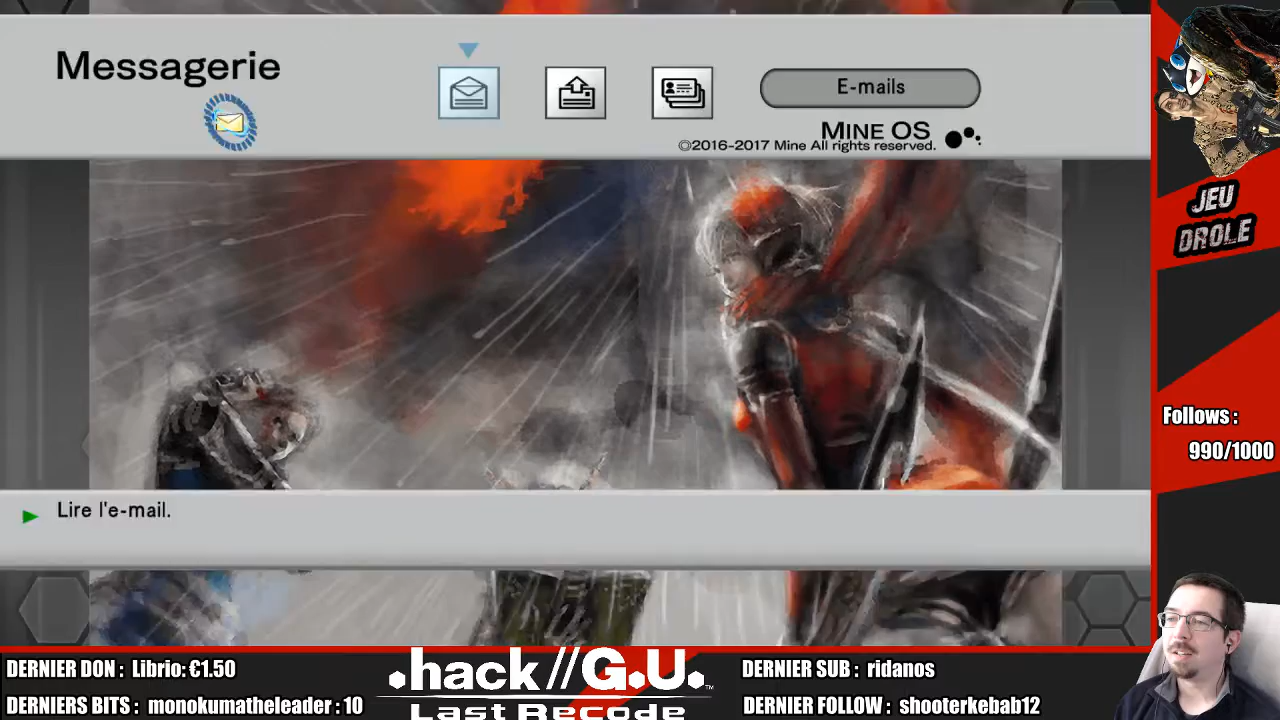 Messagerie
E-mails
MINE OS
©2016-2017 Mine All rights reserved.
JEU
DROLE
Follows :
990/1000
Lire l'e-mail.
DERNIER DON : Librio: €1.50
DERNIERS BITS : monokumatheleader : 10
.hack//G.U.™
Last Recode
DERNIER SUB : ridanos
DERNIER FOLLOW : shooterkebab12